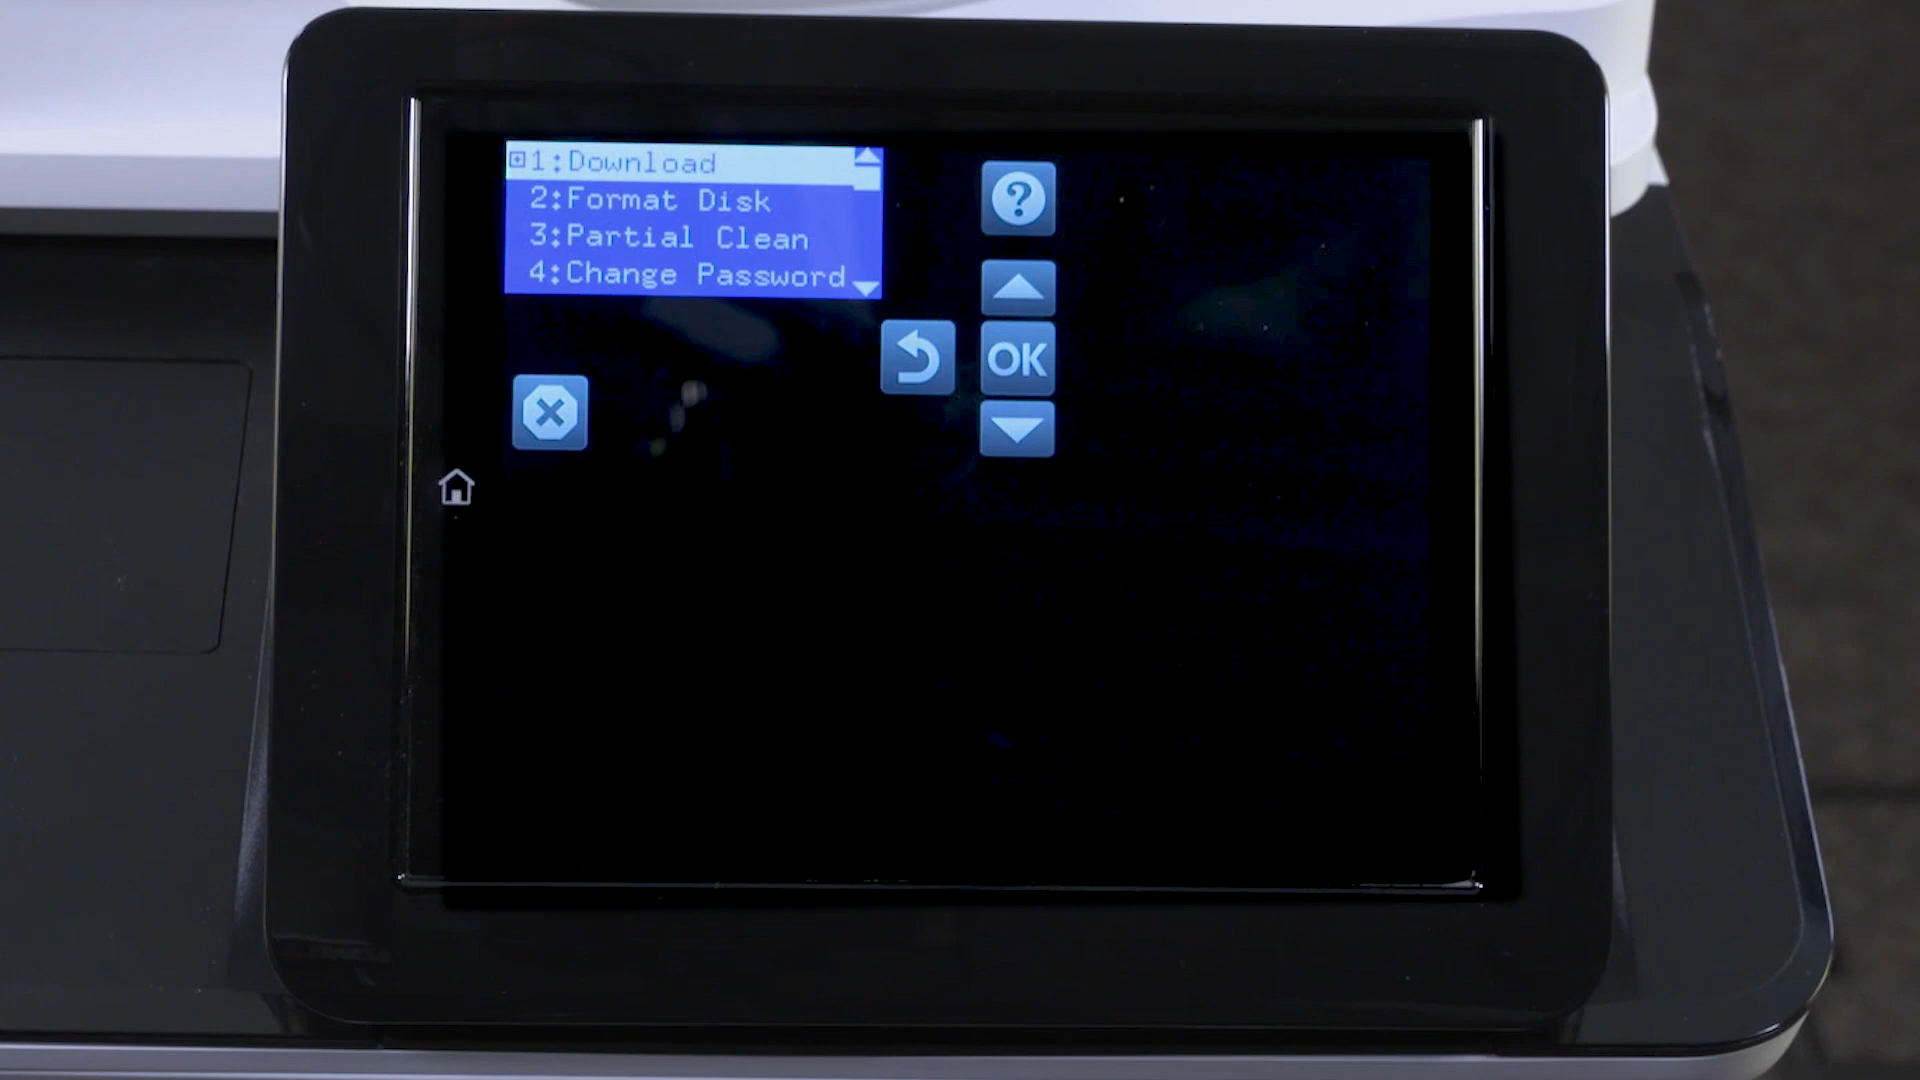 1:Download
2:Format Disk
3:Partial Clean
4:Change Password
?
OK